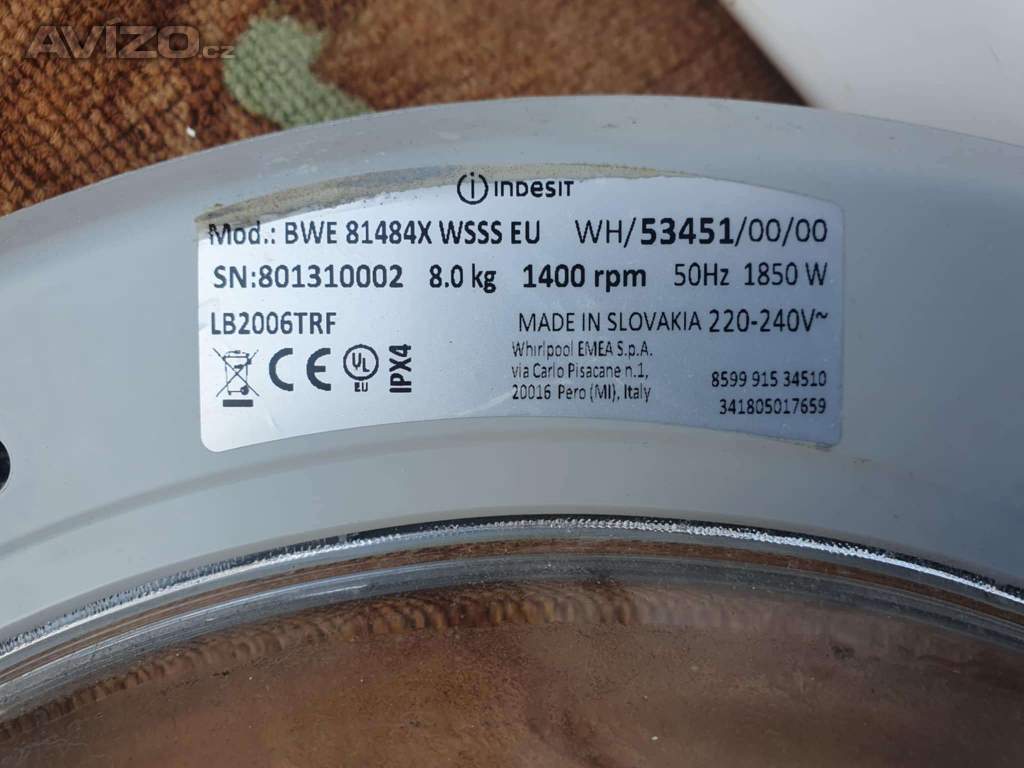 AVÍZO.cz
indesit
Mod.: BWE 81484X WSSS EU WH/53451/00/00
SN:801310002 8.0 kg 1400 rpm 50Hz 1850 W
LB2006TRF MADE IN SLOVAKIA 220-240V~
Whirlpool EMEA S.p.A.
via Carlo Pisacane n.1,
20016 Pero (MI), Italy
CE
UL
EU
IPX4
8599 915 34510
341805017659